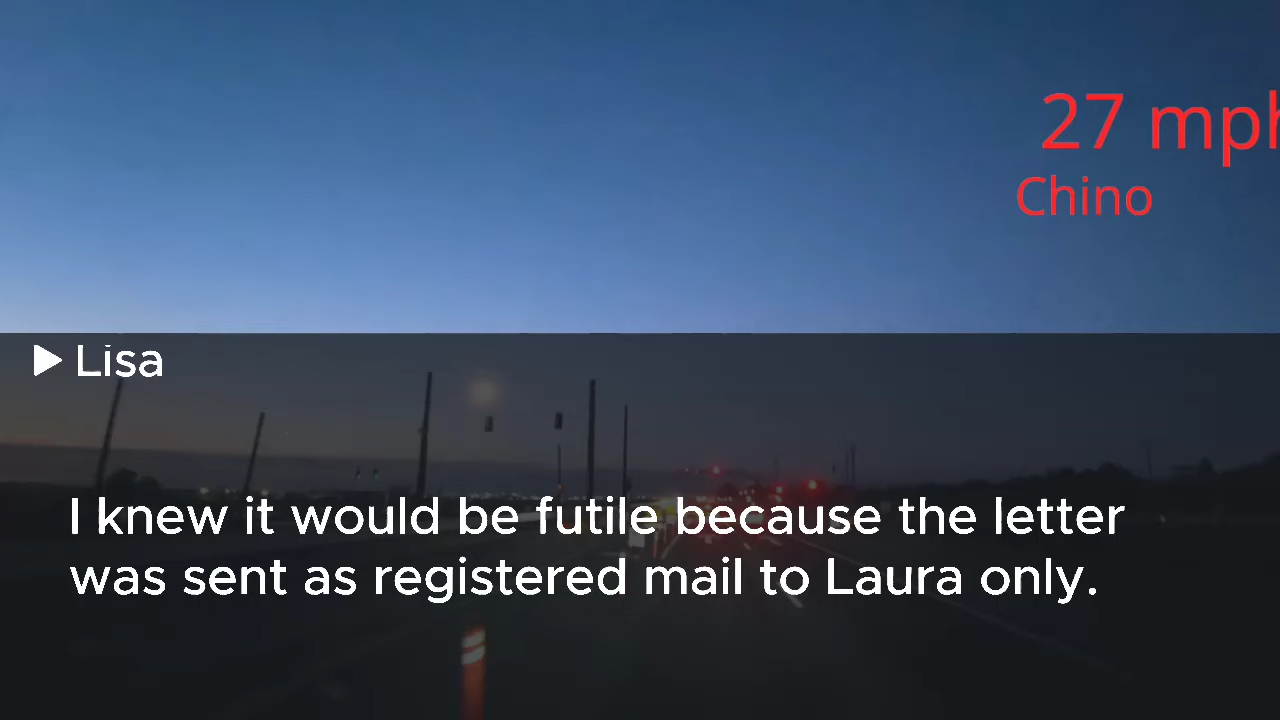 27 mph
Chino
Lisa
I knew it would be futile because the letter
was sent as registered mail to Laura only.